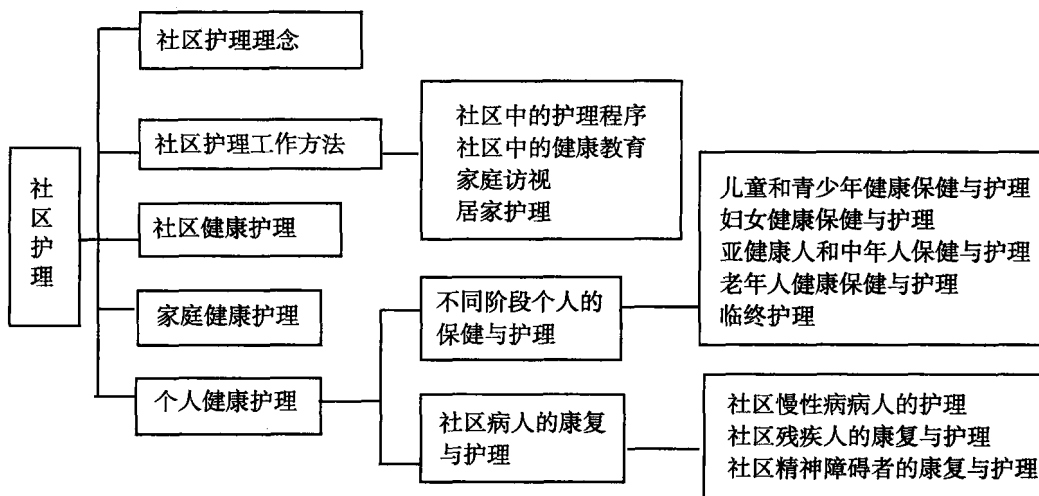 社区护理
社区护理理念
社区护理工作方法
社区健康护理
家庭健康护理
个人健康护理
社区中的护理程序
社区中的健康教育
家庭访视
居家护理
不同阶段个人的
保健与护理
社区病人的康复
与护理
儿童和青少年健康保健与护理
妇女健康保健与护理
亚健康人和中年人保健与护理
老年人健康保健与护理
临终护理
社区慢性病病人的护理
社区残疾人的康复与护理
社区精神障碍者的康复与护理